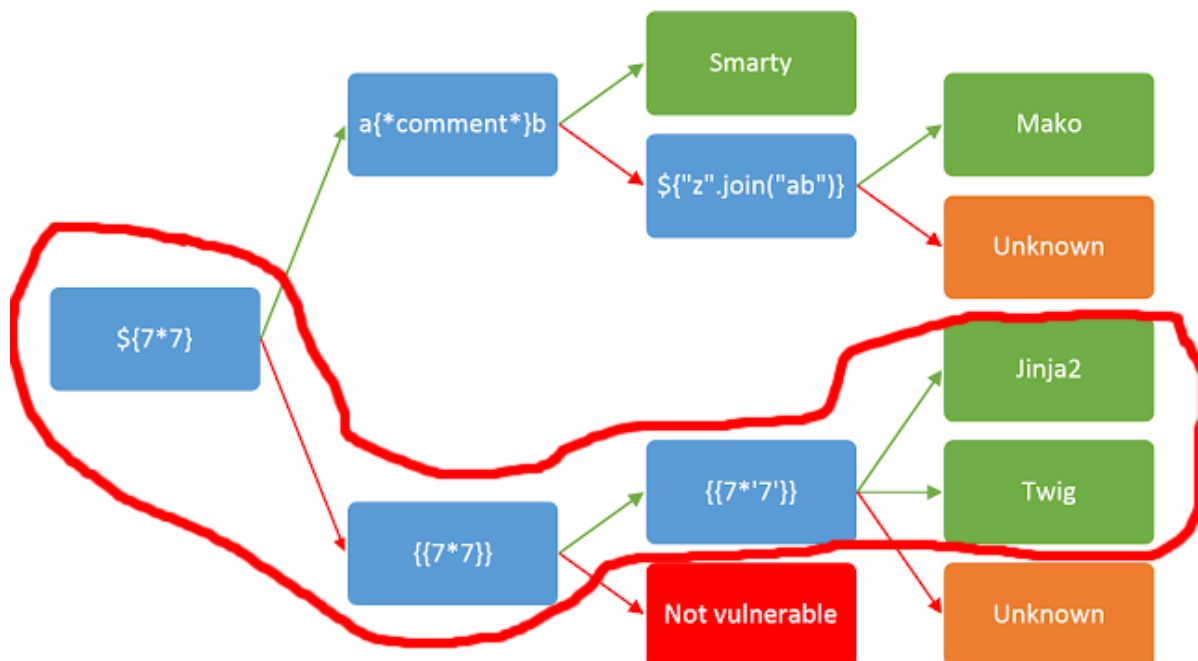 Smarty
a{*comment*}b
Mako
${"z".join("ab")}
Unknown
${7*7}
Jinja2
{{7*'7'}}
Twig
{{7*7}}
Not vulnerable
Unknown